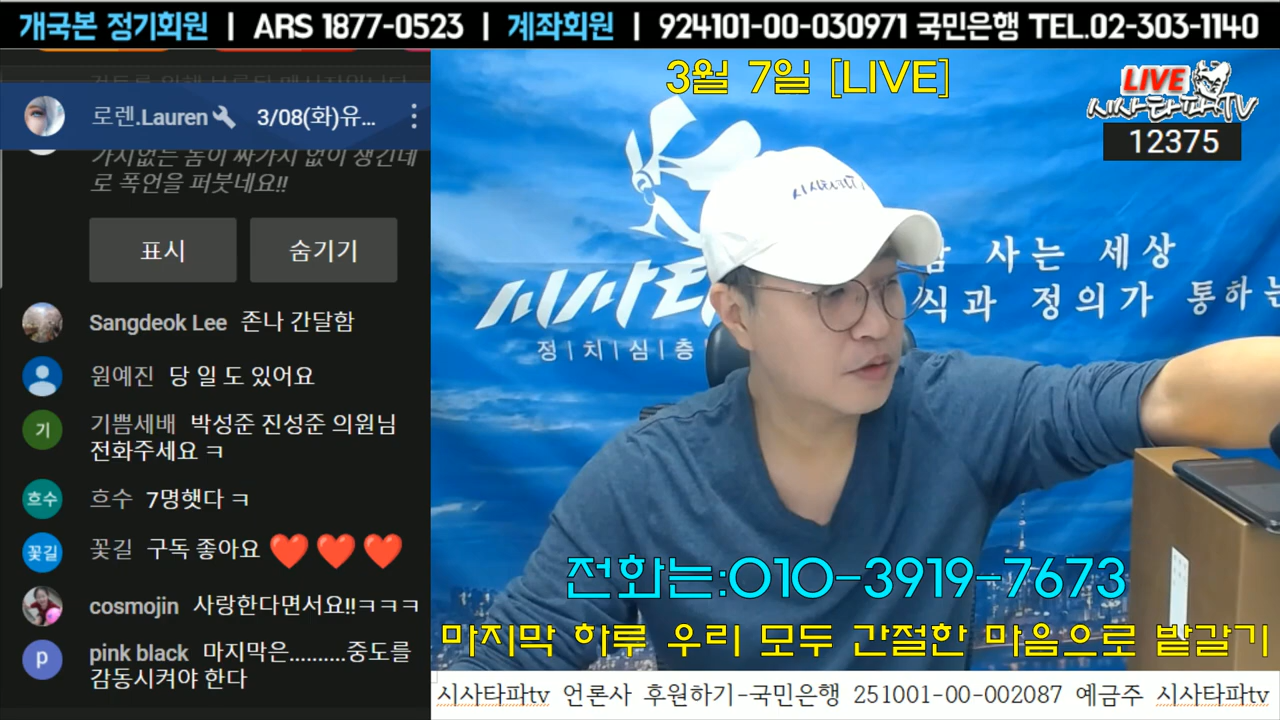 개국본 정기회원 | ARS 1877-0523 | 계좌회원 | 924101-00-030971 국민은행 TEL.02-303-1140
로렌.Lauren 3/08(화)유...
가지없는 놈이 싸가지 없이 생긴데
로 폭언을 퍼붓네요!!
표시 숨기기
Sangdeok Lee 존나 간달함
원예진 당 일 도 있어요
기 기쁨세배 박성준 진성준 의원님
전화주세요 ㅋ
흐수 흐수 7명햇다 ㅋ
꽃길 꽃길 구독 좋아요 ❤️ ❤️ ❤️
cosmojin 사랑한다면서요!!ㅋㅋㅋ
p pink black 마지막은..........중도를
감동시켜야 한다
3월 7일 [LIVE]
LIVE
시사타파TV
12375
시사타파
시사타
정|치|심|층
람 사는 세상
식과 정의가 통하는
전화는:010-3919-7673
마지막 하루 우리 모두 간절한 마음으로 밭갈기
시사타파tv 언론사 후원하기-국민은행 251001-00-002087 예금주 시사타파tv